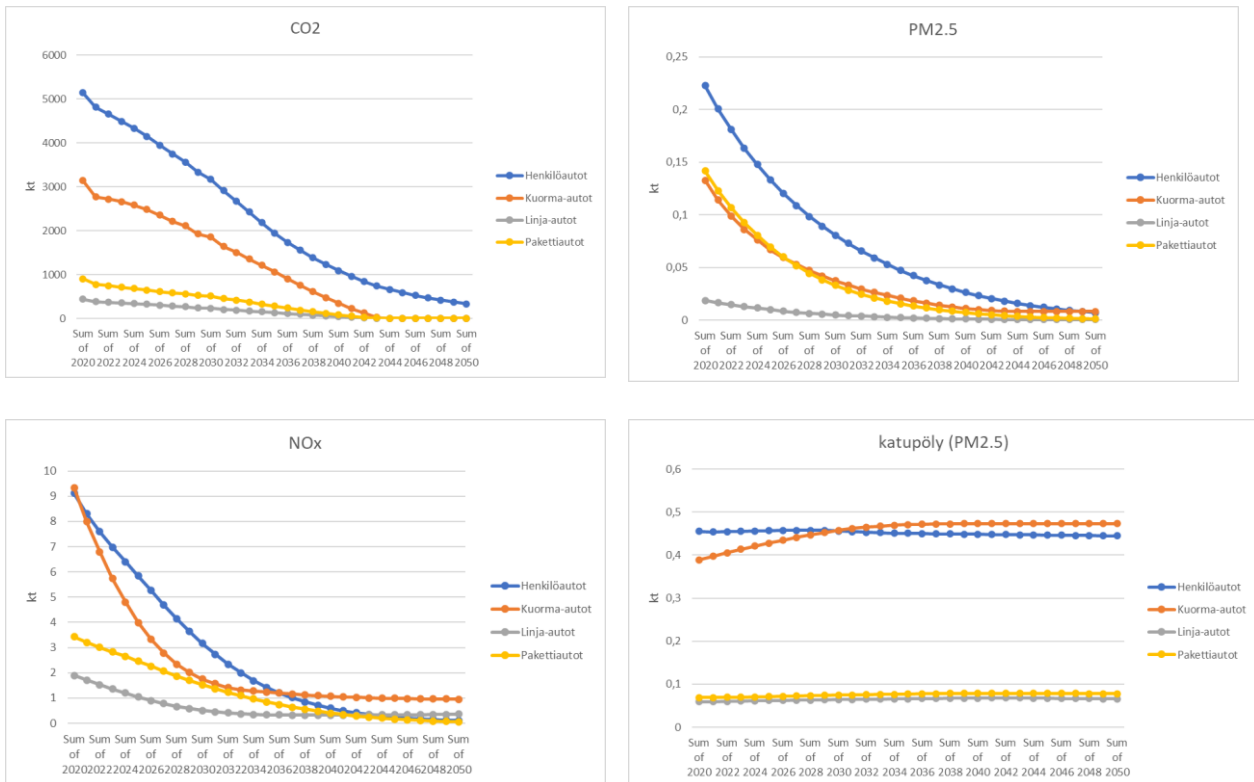 CO2
6000
5000
4000
3000
2000
1000
0
kt
Sum Sum Sum Sum Sum Sum Sum Sum Sum Sum Sum Sum Sum Sum Sum Sum
of of of of of of of of of of of of of of of of
2020 2022 2024 2026 2028 2030 2032 2034 2036 2038 2040 2042 2044 2046 2048 2050
Henkilöautot
Kuorma-autot
Linja-autot
Pakettiautot
PM2.5
0,25
0,2
0,15
0,1
0,05
0
kt
Sum Sum Sum Sum Sum Sum Sum Sum Sum Sum Sum Sum Sum Sum Sum Sum
of of of of of of of of of of of of of of of of
2020 2022 2024 2026 2028 2030 2032 2034 2036 2038 2040 2042 2044 2046 2048 2050
Henkilöautot
Kuorma-autot
Linja-autot
Pakettiautot
NOx
10
9
8
7
6
5
4
3
2
1
0
kt
Sum Sum Sum Sum Sum Sum Sum Sum Sum Sum Sum Sum Sum Sum Sum Sum
of of of of of of of of of of of of of of of of
2020 2022 2024 2026 2028 2030 2032 2034 2036 2038 2040 2042 2044 2046 2048 2050
Henkilöautot
Kuorma-autot
Linja-autot
Pakettiautot
katupöly (PM2.5)
0,6
0,5
0,4
0,3
0,2
0,1
0
kt
Sum Sum Sum Sum Sum Sum Sum Sum Sum Sum Sum Sum Sum Sum Sum Sum
of of of of of of of of of of of of of of of of
2020 2022 2024 2026 2028 2030 2032 2034 2036 2038 2040 2042 2044 2046 2048 2050
Henkilöautot
Kuorma-autot
Linja-autot
Pakettiautot